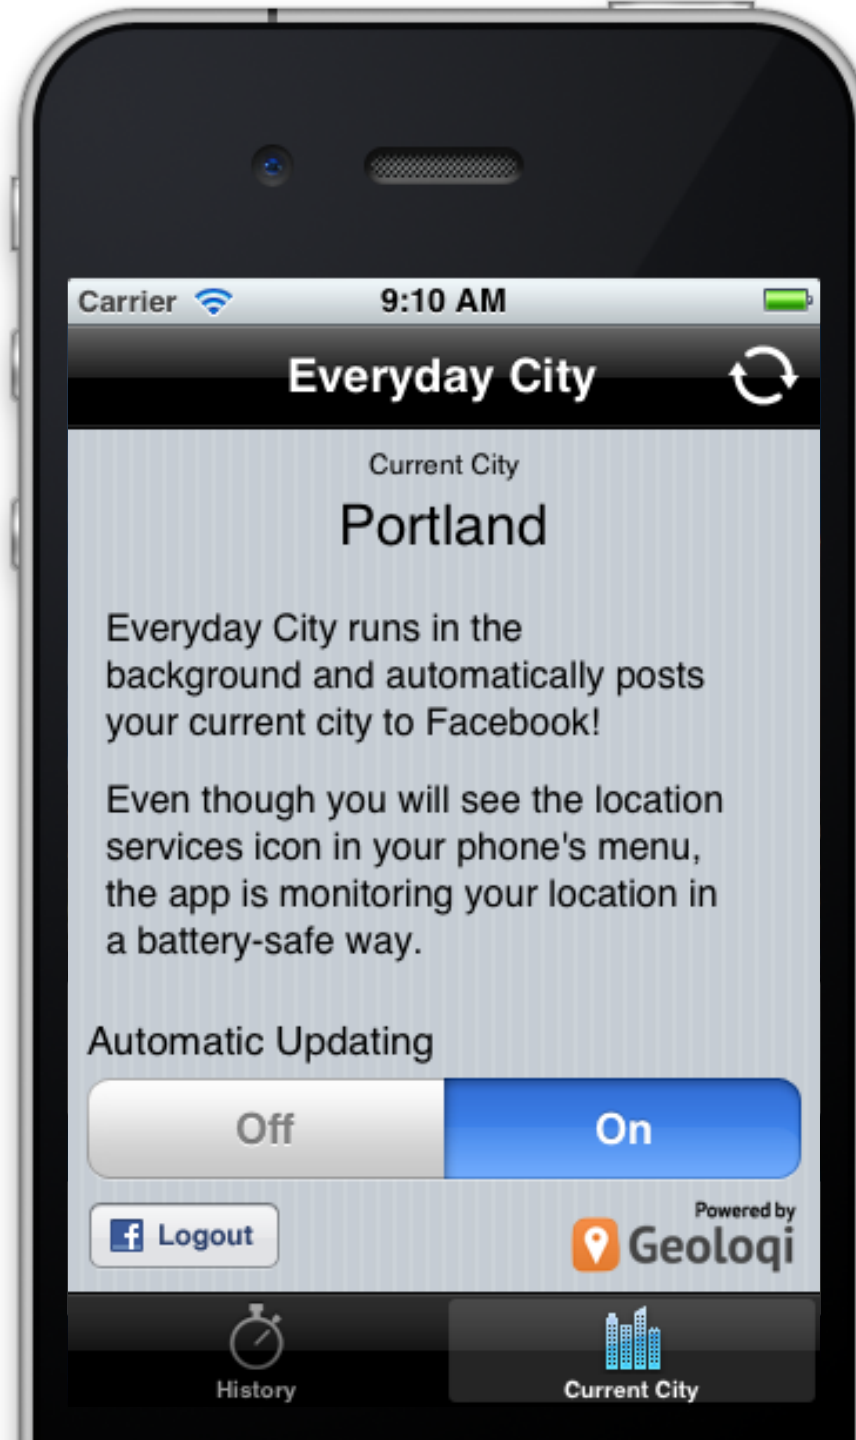 Carrier 9:10 AM
Everyday City
Current City
Portland
Everyday City runs in the
background and automatically posts
your current city to Facebook!
Even though you will see the location
services icon in your phone's menu,
the app is monitoring your location in
a battery-safe way.
Automatic Updating
Off On
f Logout
Powered by
Geoloqi
History Current City